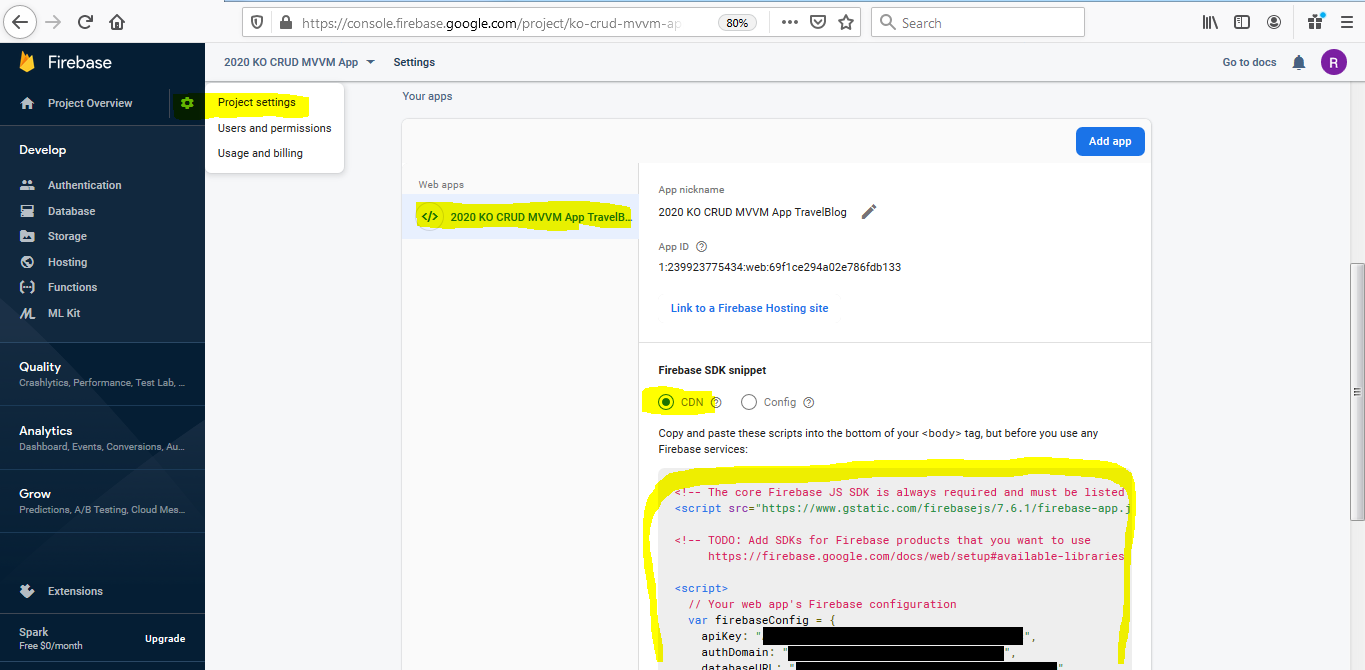 https://console.firebase.google.com/project/ko-crud-mvvm-ap
80%
Search
Firebase
2020 KO CRUD MVVM App
Settings
Go to docs
R
Project Overview
Project settings
Users and permissions
Usage and billing
Develop
Authentication
Database
Storage
Hosting
Functions
ML Kit
Quality
Crashlytics, Performance, Test Lab, ...
Analytics
Dashboard, Events, Conversions, Au...
Grow
Predictions, A/B Testing, Cloud Mes...
Extensions
Spark
Free $0/month
Upgrade
Your apps
Add app
Web apps
</> 2020 KO CRUD MVVM App TravelB...
App nickname
2020 KO CRUD MVVM App TravelBlog
App ID
1:239923775434:web:69f1ce294a02e786fdb133
Link to a Firebase Hosting site
Firebase SDK snippet
CDN
Config
Copy and paste these scripts into the bottom of your <body> tag, but before you use any
Firebase services:
<!-- The core Firebase JS SDK is always required and must be listed
<script src="https://www.gstatic.com/firebasejs/7.6.1/firebase-app.j
<!-- TODO: Add SDKs for Firebase products that you want to use
https://firebase.google.com/docs/web/setup#available-libraries
<script>
// Your web app's Firebase configuration
var firebaseConfig = {
apiKey: "",
authDomain: "",
databaseURL: ""